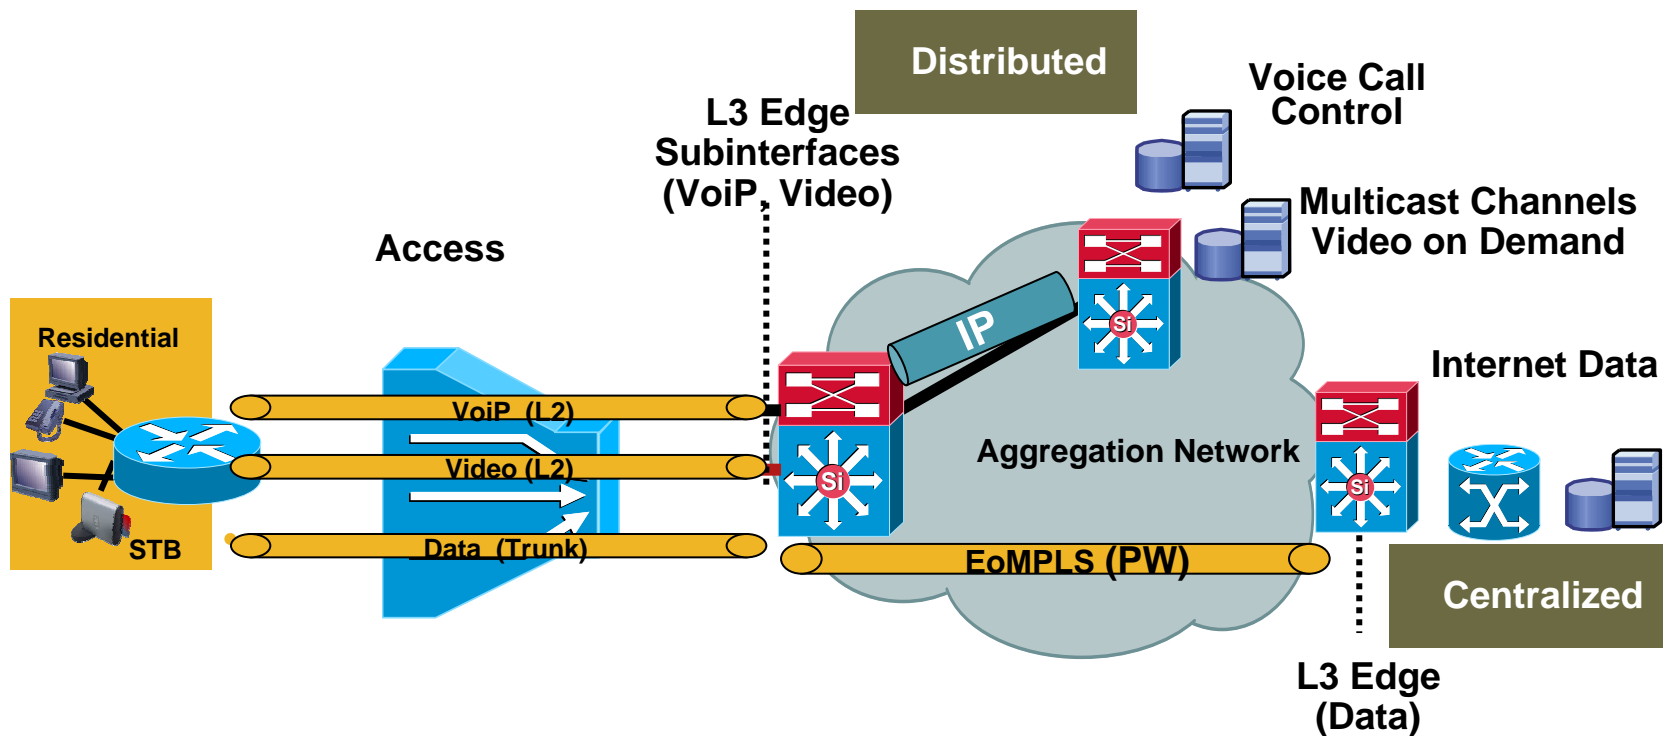 Distributed
Voice Call
Control
L3 Edge
Subinterfaces
(VoiP, Video)
Multicast Channels
Video on Demand
Access
Residential
STB
VoiP (L2)
Video (L2)
Data (Trunk)
Si
IP
Si
Aggregation Network
EoMPLS (PW)
Internet Data
Si
Centralized
L3 Edge
(Data)